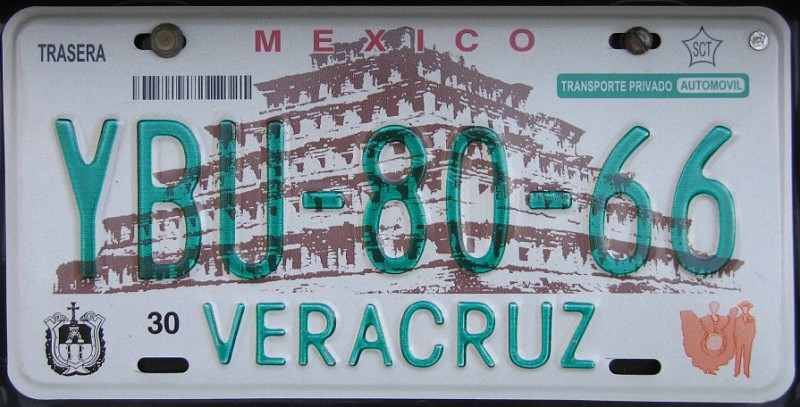 MEXICO
TRASERA
SCT
TRANSPORTE PRIVADO AUTOMOVIL
YBU-80-66
30
VERACRUZ